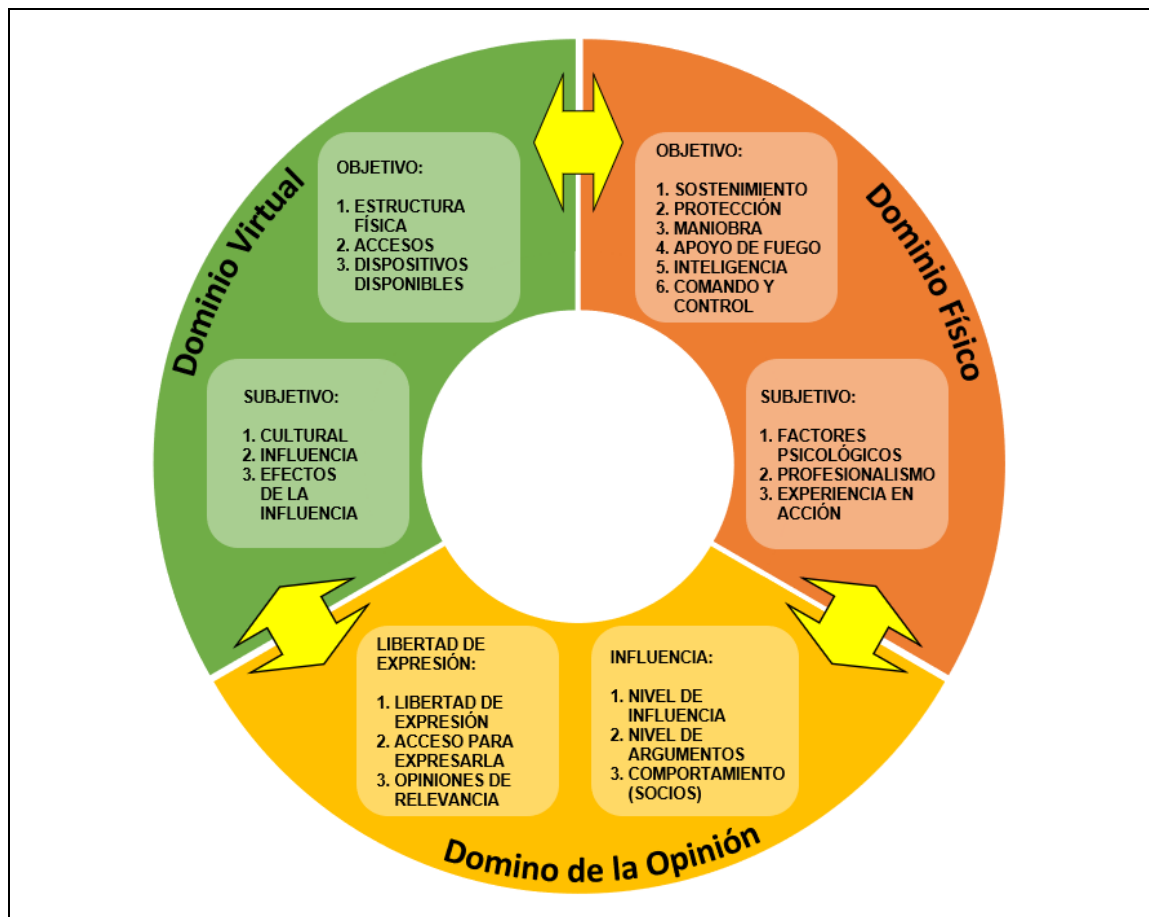 Dominio Virtual
OBJETIVO:
1. ESTRUCTURA
FÍSICA
2. ACCESOS
3. DISPOSITIVOS
DISPONIBLES
SUBJETIVO:
1. CULTURAL
2. INFLUENCIA
3. EFECTOS
DE LA
INFLUENCIA
Dominio Físico
OBJETIVO:
1. SOSTENIMIENTO
2. PROTECCIÓN
3. MANIOBRA
4. APOYO DE FUEGO
5. INTELIGENCIA
6. COMANDO Y
CONTROL
SUBJETIVO:
1. FACTORES
PSICOLÓGICOS
2. PROFESIONALISMO
3. EXPERIENCIA EN
ACCIÓN
LIBERTAD DE
EXPRESIÓN:
1. LIBERTAD DE
EXPRESIÓN
2. ACCESO PARA
EXPRESARLA
3. OPINIONES DE
RELEVANCIA
INFLUENCIA:
1. NIVEL DE
INFLUENCIA
2. NIVEL DE
ARGUMENTOS
3. COMPORTAMIENTO
(SOCIOS)
Domino de la Opinión